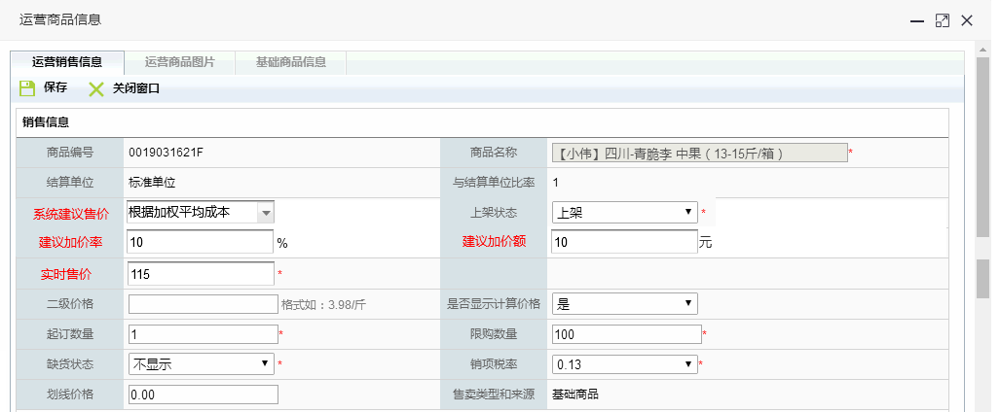 运营商品信息
运营销售信息 运营商品图片 基础商品信息
保存 关闭窗口
销售信息
商品编号 0019031621F 商品名称 【小伟】四川-青脆李 中果（13-15斤/箱）*
结算单位 标准单位 与结算单位比率 1
系统建议售价 根据加权平均成本 上架状态 上架 *
建议加价率 10 % 建议加价额 10 元
实时售价 115 *
二级价格 格式如：3.98/斤 是否显示计算价格 是
起订数量 1 * 限购数量 100 *
缺货状态 不显示 * 销项税率 0.13 *
划线价格 0.00 售卖类型和来源 基础商品